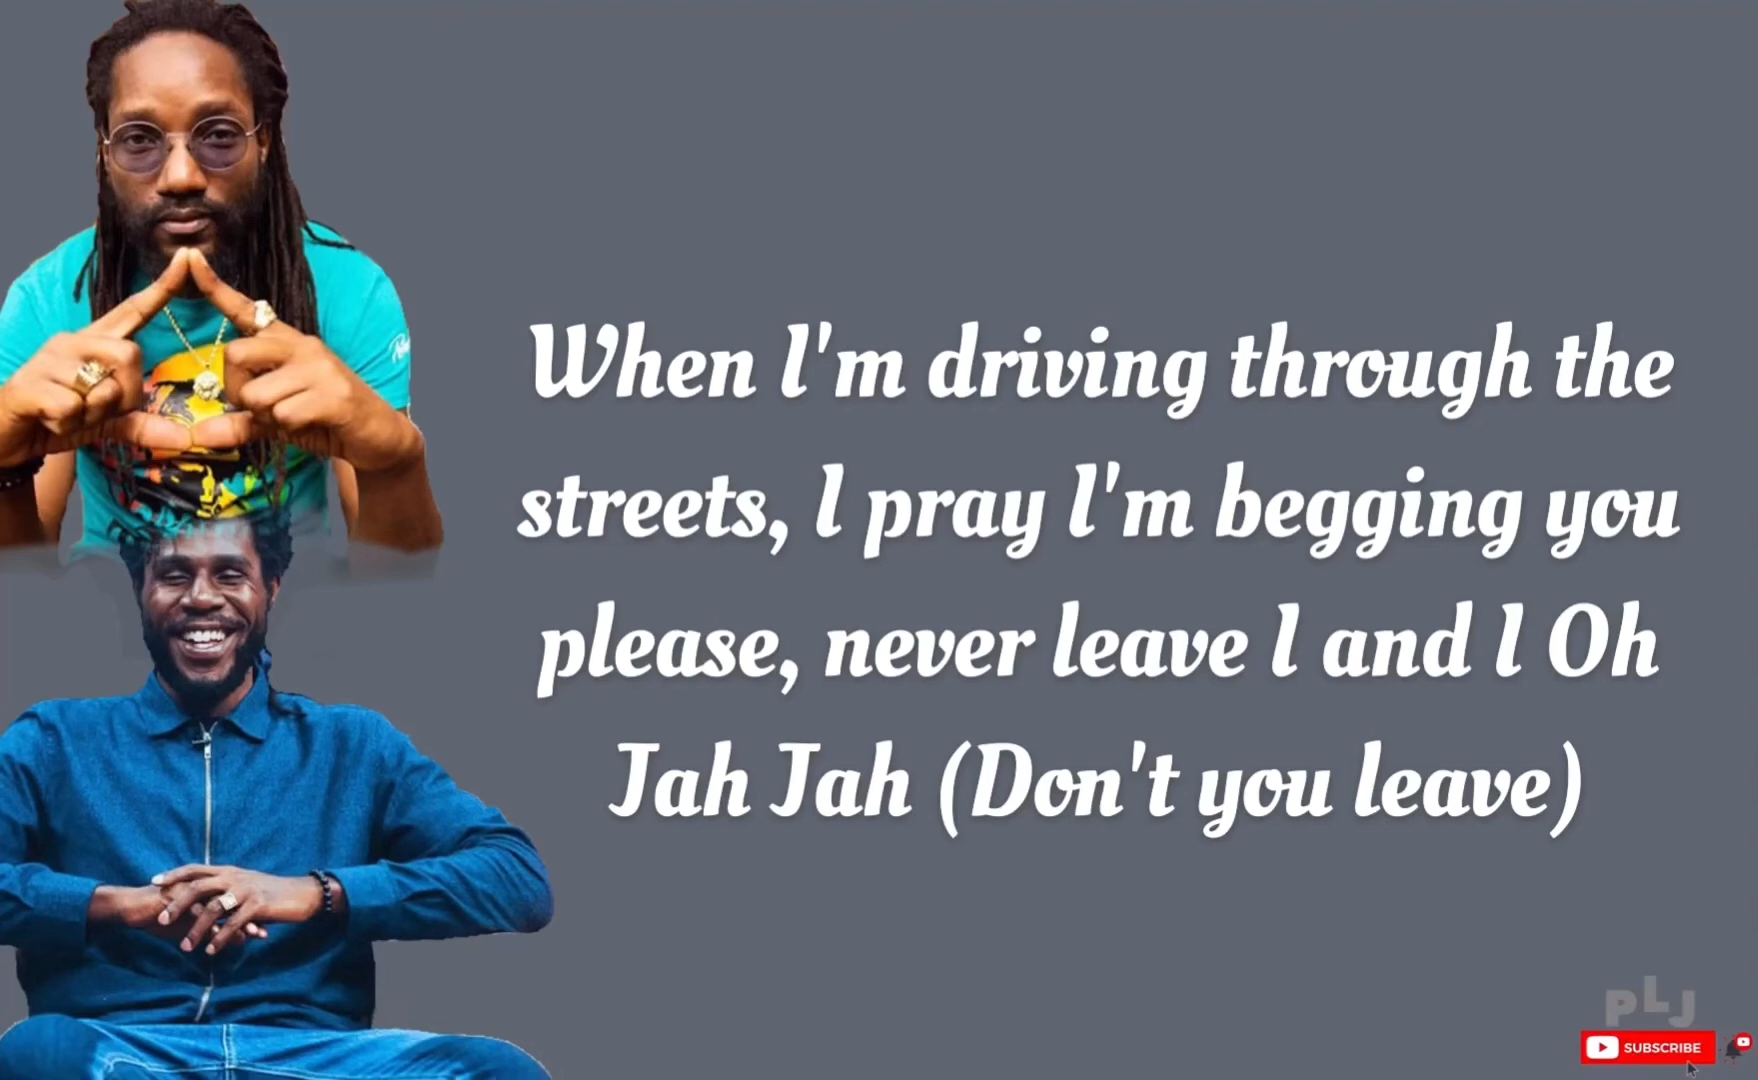 When I'm driving through the
streets, I pray I'm begging you
please, never leave I and I Oh
Jah Jah (Don't you leave)
PLJ
SUBSCRIBE